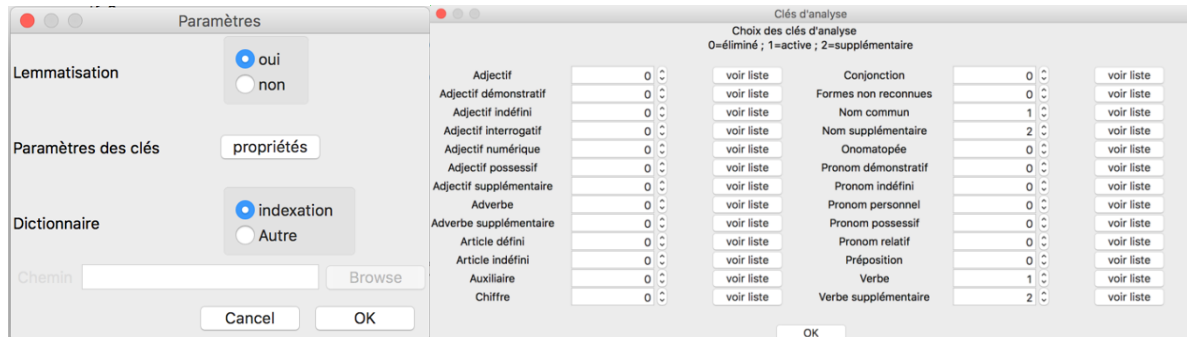 Paramètres
Lemmatisation
oui
non
Paramètres des clés
propriétés
Dictionnaire
indexation
Autre
Chemin
Browse
Cancel OK
Clés d'analyse
Choix des clés d'analyse
0=éliminé ; 1=active ; 2=supplémentaire
Adjectif 0 voir liste Conjonction 0 voir liste
Adjectif démonstratif 0 voir liste Formes non reconnues 0 voir liste
Adjectif indéfini 0 voir liste Nom commun 1 voir liste
Adjectif interrogatif 0 voir liste Nom supplémentaire 2 voir liste
Adjectif numérique 0 voir liste Onomatopée 0 voir liste
Adjectif possessif 0 voir liste Pronom démonstratif 0 voir liste
Adjectif supplémentaire 0 voir liste Pronom indéfini 0 voir liste
Adverbe 0 voir liste Pronom personnel 0 voir liste
Adverbe supplémentaire 0 voir liste Pronom possessif 0 voir liste
Article défini 0 voir liste Pronom relatif 0 voir liste
Article indéfini 0 voir liste Préposition 0 voir liste
Auxiliaire 0 voir liste Verbe 1 voir liste
Chiffre 0 voir liste Verbe supplémentaire 2 voir liste
OK